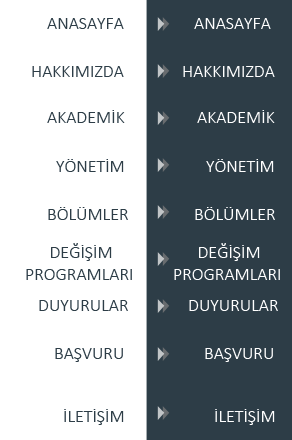 ANASAYFA ANASAYFA
HAKKIMIZDA HAKKIMIZDA
AKADEMİK AKADEMİK
YÖNETİM YÖNETİM
BÖLÜMLER BÖLÜMLER
DEĞİŞİM DEĞİŞİM
PROGRAMLARI PROGRAMLARI
DUYURULAR DUYURULAR
BAŞVURU BAŞVURU
İLETİŞİM İLETİŞİM